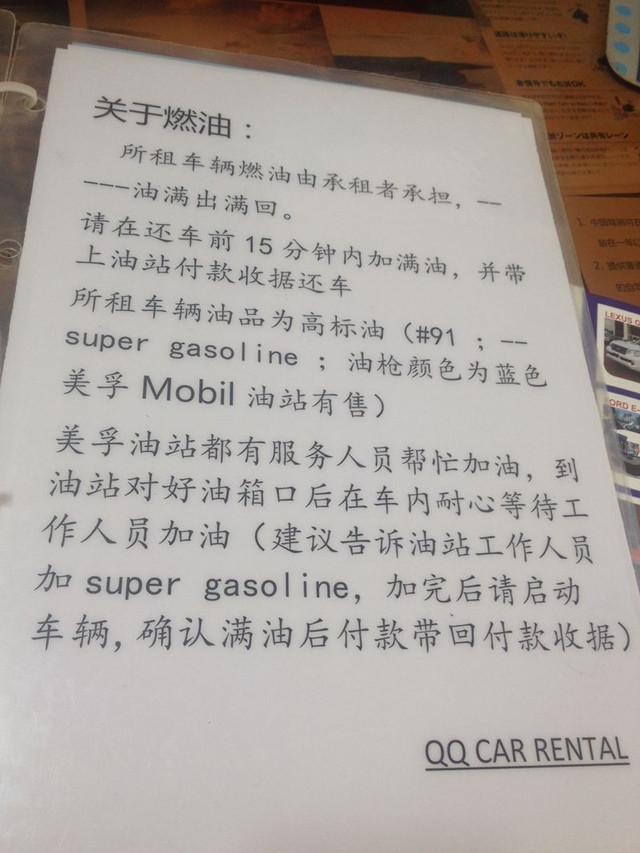 关于燃油：
所租车辆燃油由承租者承担，--
---油满出满回。
请在还车前 15 分钟内加满油，并带
上油站付款收据还车
所租车辆油品为高标油（#91 ；--
super gasoline ；油枪颜色为蓝色
美孚 Mobil 油站有售）
美孚油站都有服务人员帮忙加油，到
油站对好油箱口后在车内耐心等待工
作人员加油（建议告诉油站工作人员
加 super gasoline，加完后请启动
车辆，确认满油后付款带回付款收据）
QQ CAR RENTAL
LEXUS G
ORD E-